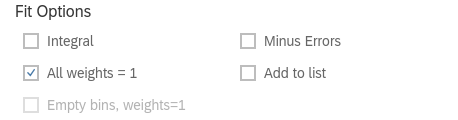 Fit Options
Integral
Minus Errors
All weights = 1
Add to list
Empty bins, weights=1